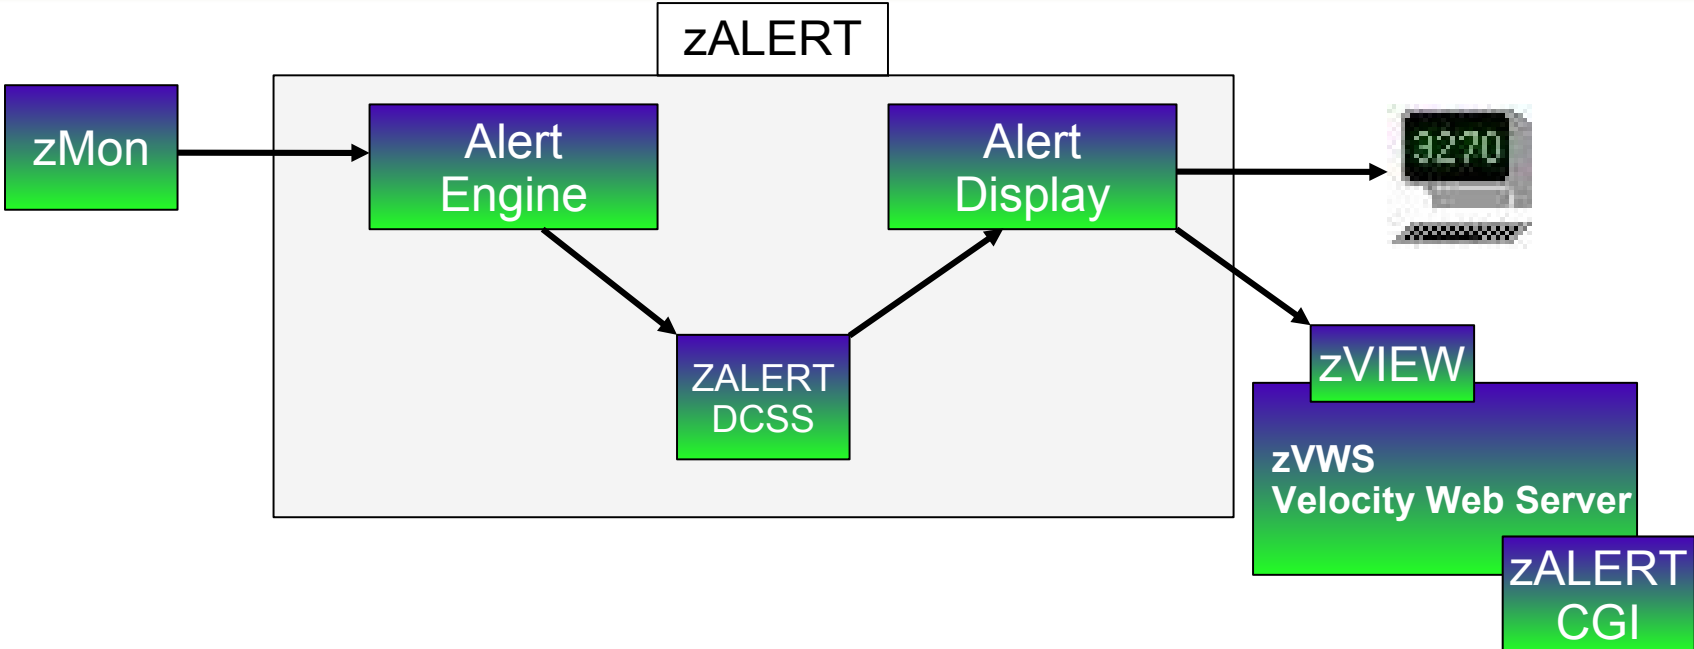 zALERT
zMon
Alert
Engine
Alert
Display
3270
ZALERT
DCSS
zVIEW
zVWS
Velocity Web Server
zALERT
CGI